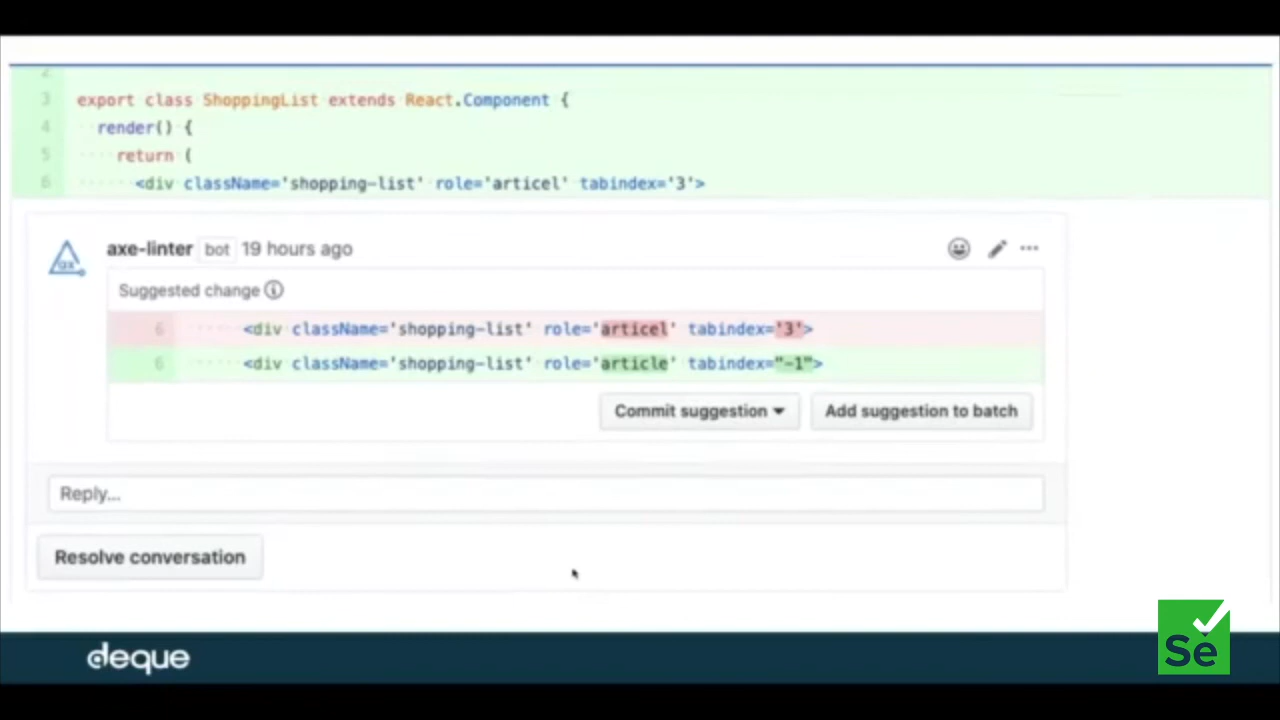 2
3 export class ShoppingList extends React.Component {
4 render() {
5 return (
6 <div className='shopping-list' role='articel' tabindex='3'>
ax
axe-linter bot 19 hours ago
Suggested change
6 <div className='shopping-list' role='articel' tabindex='3'>
6 <div className='shopping-list' role='article' tabindex="-1">
Commit suggestion
Add suggestion to batch
Reply...
Resolve conversation
deque
Se